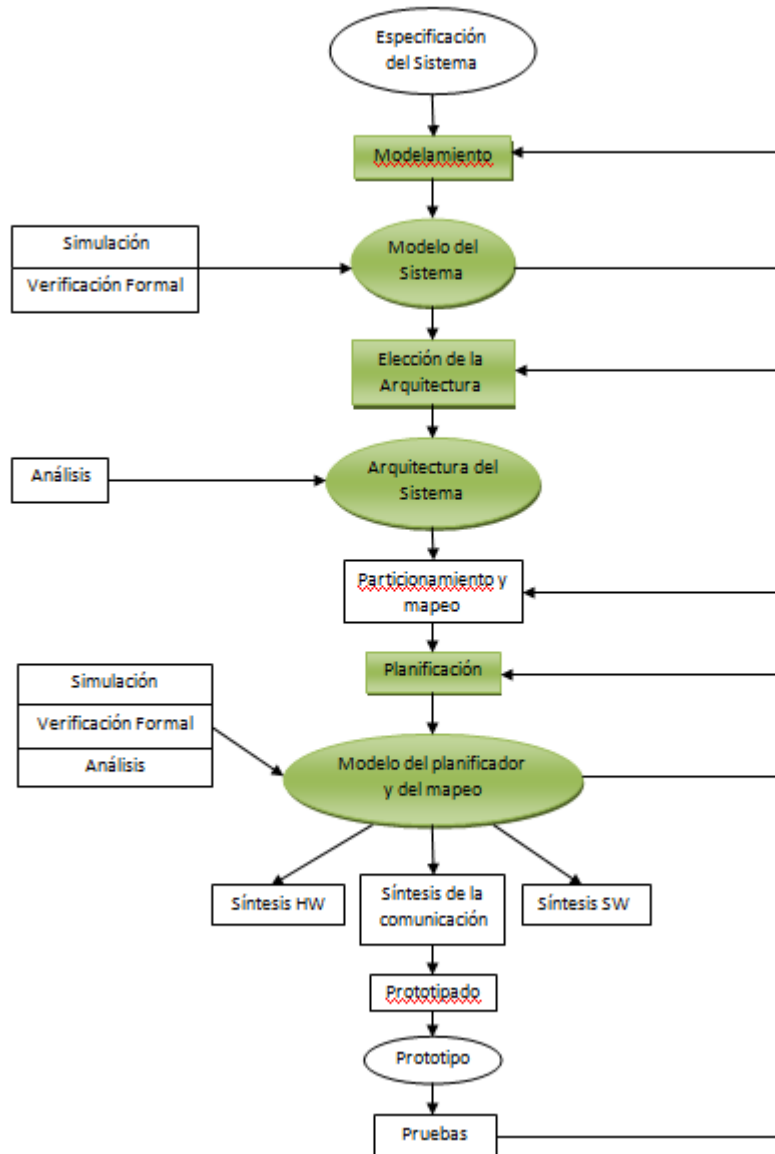 Especificación
del Sistema
Modelamiento
Simulación
Verificación Formal
Modelo del
Sistema
Elección de la
Arquitectura
Análisis
Arquitectura del
Sistema
Particionamiento y
mapeo
Planificación
Simulación
Verificación Formal
Análisis
Modelo del planificador
y del mapeo
Síntesis HW
Síntesis de la
comunicación
Síntesis SW
Prototipado
Prototipo
Pruebas